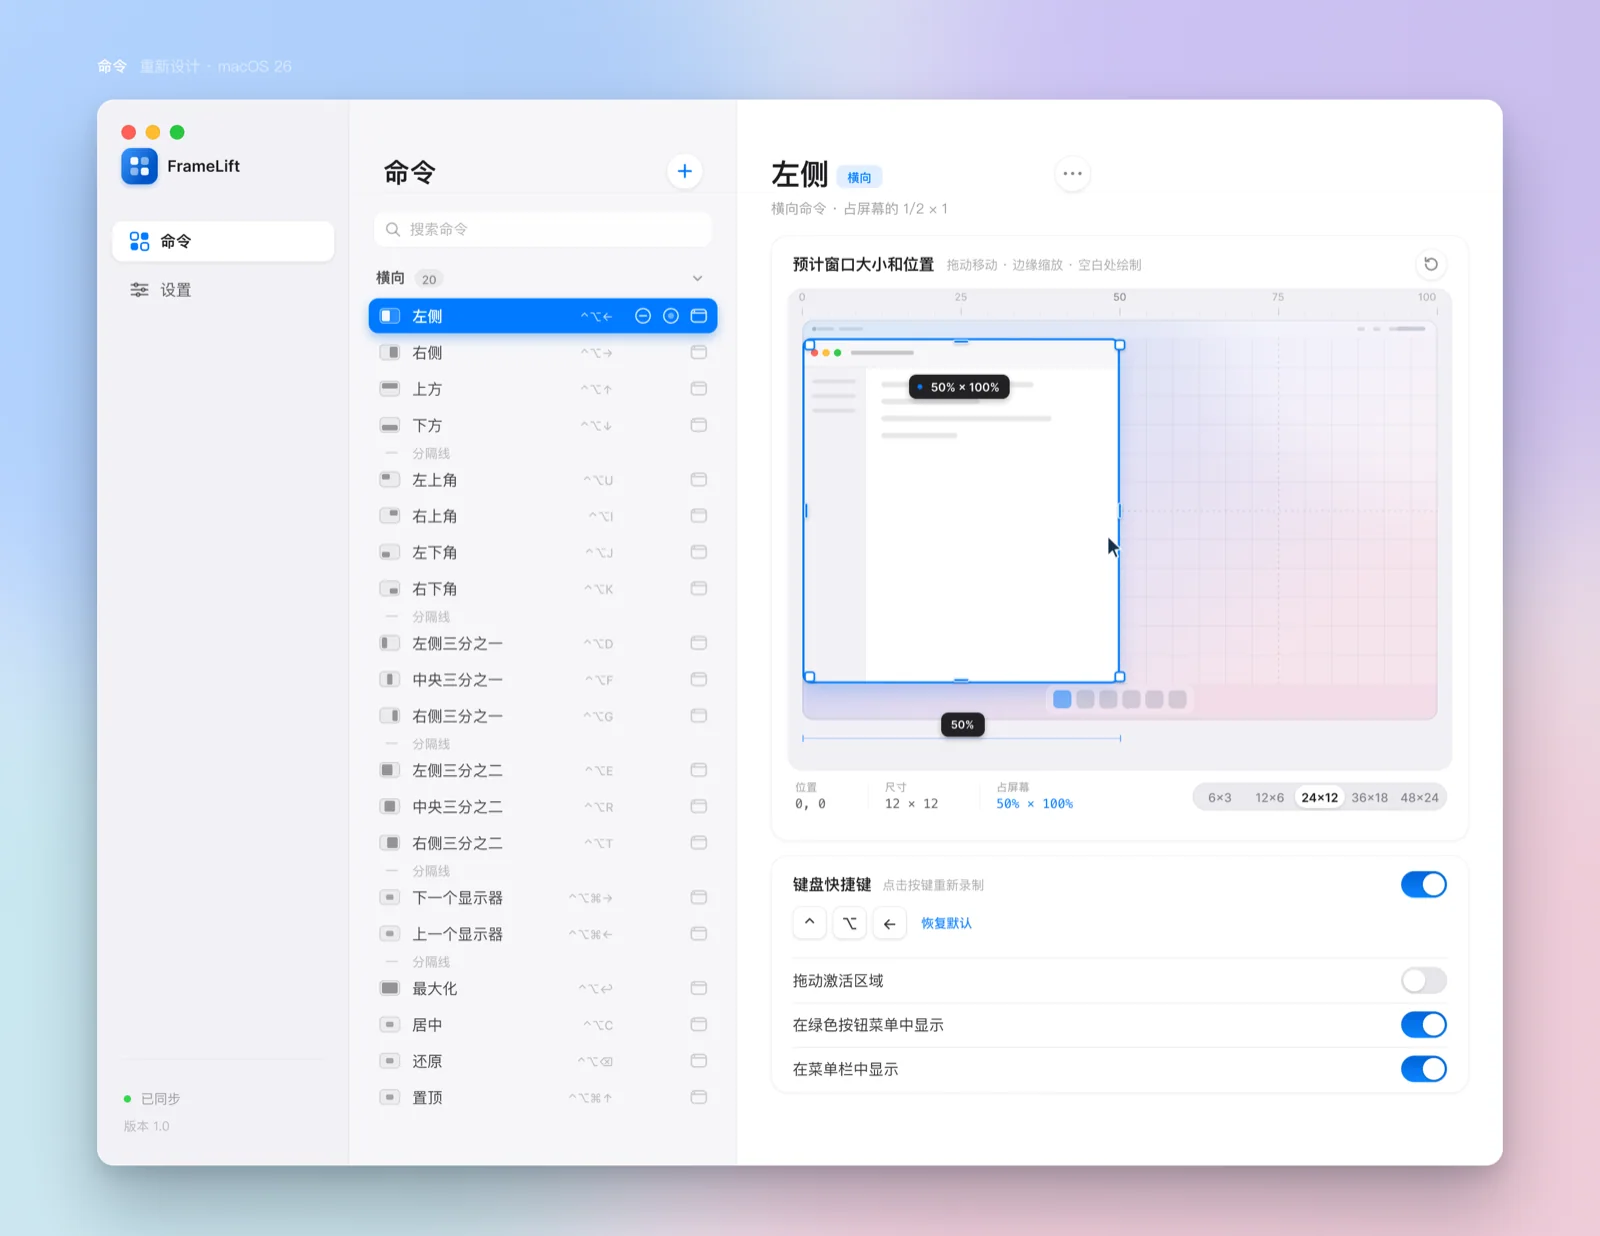 命令 重新设计 · macOS 26
FrameLift
命令
设置
已同步
版本 1.0
命令
搜索命令
横向 20
左侧 ^⌥←
右侧 ^⌥→
上方 ^⌥↑
下方 ^⌥↓
分隔线
左上角 ^⌥U
右上角 ^⌥I
左下角 ^⌥J
右下角 ^⌥K
分隔线
左侧三分之一 ^⌥D
中央三分之一 ^⌥F
右侧三分之一 ^⌥G
分隔线
左侧三分之二 ^⌥E
中央三分之二 ^⌥R
右侧三分之二 ^⌥T
分隔线
下一个显示器 ^⌥⌘→
上一个显示器 ^⌥⌘←
分隔线
最大化 ^⌥↩
居中 ^⌥C
还原 ^⌥⌫
置顶 ^⌥⌘↑
左侧 横向
横向命令 · 占屏幕的 1/2 × 1
预计窗口大小和位置 拖动移动 · 边缘缩放 · 空白处绘制
0 25 50 75 100
50% × 100%
50%
位置 尺寸 占屏幕
0, 0 12 × 12 50% × 100%
6×3 12×6 24×12 36×18 48×24
键盘快捷键 点击按键重新录制
^ ⌥ ← 恢复默认
拖动激活区域
在绿色按钮菜单中显示
在菜单栏中显示